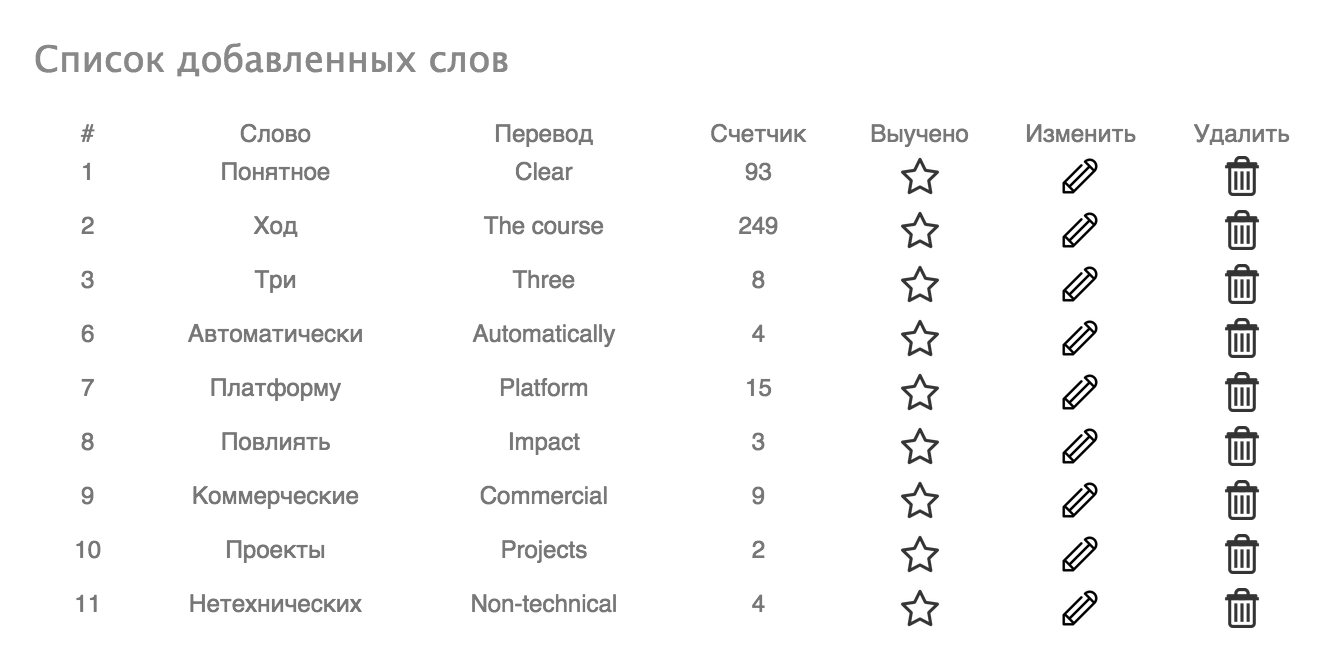 Список добавленных слов
# Слово Перевод Счетчик Выучено Изменить Удалить
1 Понятное Clear 93
2 Ход The course 249
3 Три Three 8
6 Автоматически Automatically 4
7 Платформу Platform 15
8 Повлиять Impact 3
9 Коммерческие Commercial 9
10 Проекты Projects 2
11 Нетехнических Non-technical 4